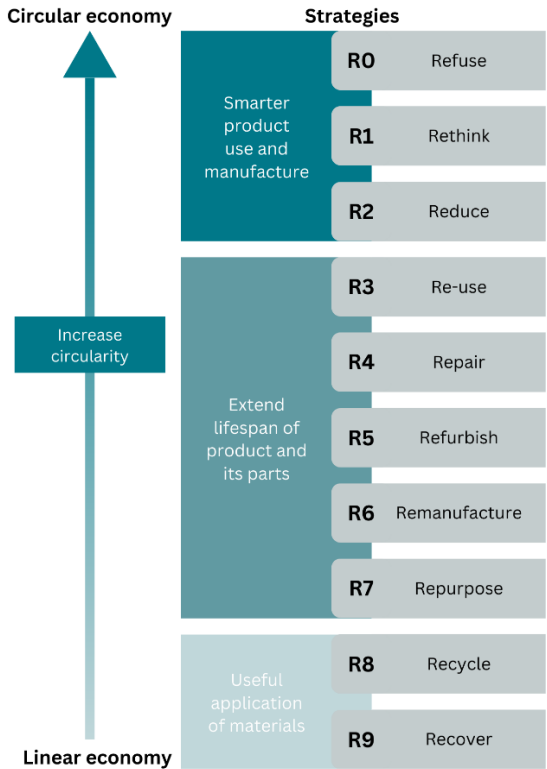 Circular economy
Strategies
Increase
circularity
Linear economy
Smarter
product
use and
manufacture
R0 Refuse
R1 Rethink
R2 Reduce
Extend
lifespan of
product and
its parts
R3 Re-use
R4 Repair
R5 Refurbish
R6 Remanufacture
R7 Repurpose
Useful
application
of materials
R8 Recycle
R9 Recover